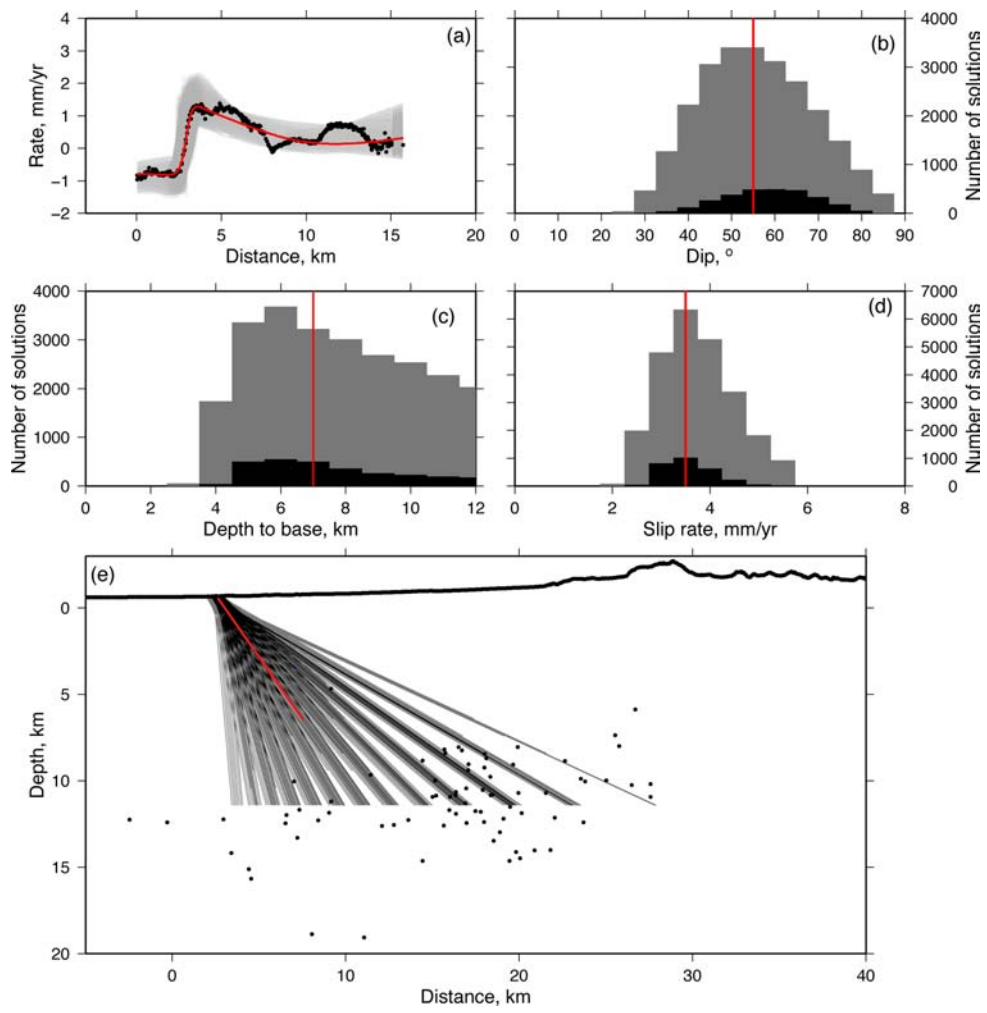 (a)
4
3
2
1
0
−1
−2
Rate, mm/yr
0 5 10 15 20
Distance, km
(b)
4000
3000
2000
1000
0
Number of solutions
0 10 20 30 40 50 60 70 80 90
Dip, °
(c)
4000
3000
2000
1000
0
Number of solutions
0 2 4 6 8 10 12
Depth to base, km
(d)
7000
6000
5000
4000
3000
2000
1000
0
Number of solutions
0 2 4 6 8
Slip rate, mm/yr
(e)
0
5
10
15
20
Depth, km
0 10 20 30 40
Distance, km